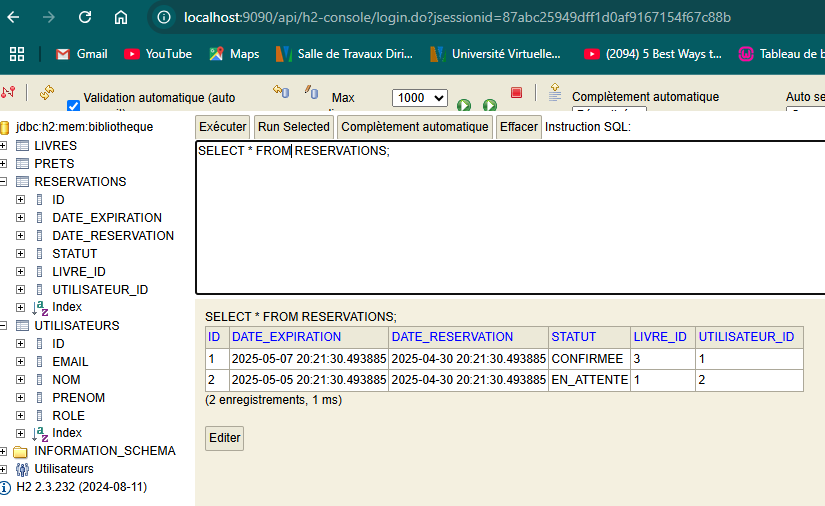 localhost:9090/api/h2-console/login.do?jsessionid=87abc25949dff1d0af9167154f67c88b
Gmail YouTube Maps Salle de Travaux Diri... Université Virtuelle... (2094) 5 Best Ways t... Tableau de b
Validation automatique (auto
Max 1000 Complètement automatique Auto se
jdbc:h2:mem:bibliotheque
LIVRES
PRETS
RESERVATIONS
ID
DATE_EXPIRATION
DATE_RESERVATION
STATUT
LIVRE_ID
UTILISATEUR_ID
Index
UTILISATEURS
ID
EMAIL
NOM
PRENOM
ROLE
Index
INFORMATION_SCHEMA
Utilisateurs
H2 2.3.232 (2024-08-11)
Exécuter Run Selected Complètement automatique Effacer Instruction SQL:
SELECT * FROM RESERVATIONS;
SELECT * FROM RESERVATIONS;
ID DATE_EXPIRATION DATE_RESERVATION STATUT LIVRE_ID UTILISATEUR_ID
1 2025-05-07 20:21:30.493885 2025-04-30 20:21:30.493885 CONFIRMEE 3 1
2 2025-05-05 20:21:30.493885 2025-04-30 20:21:30.493885 EN_ATTENTE 1 2
(2 enregistrements, 1 ms)
Editer